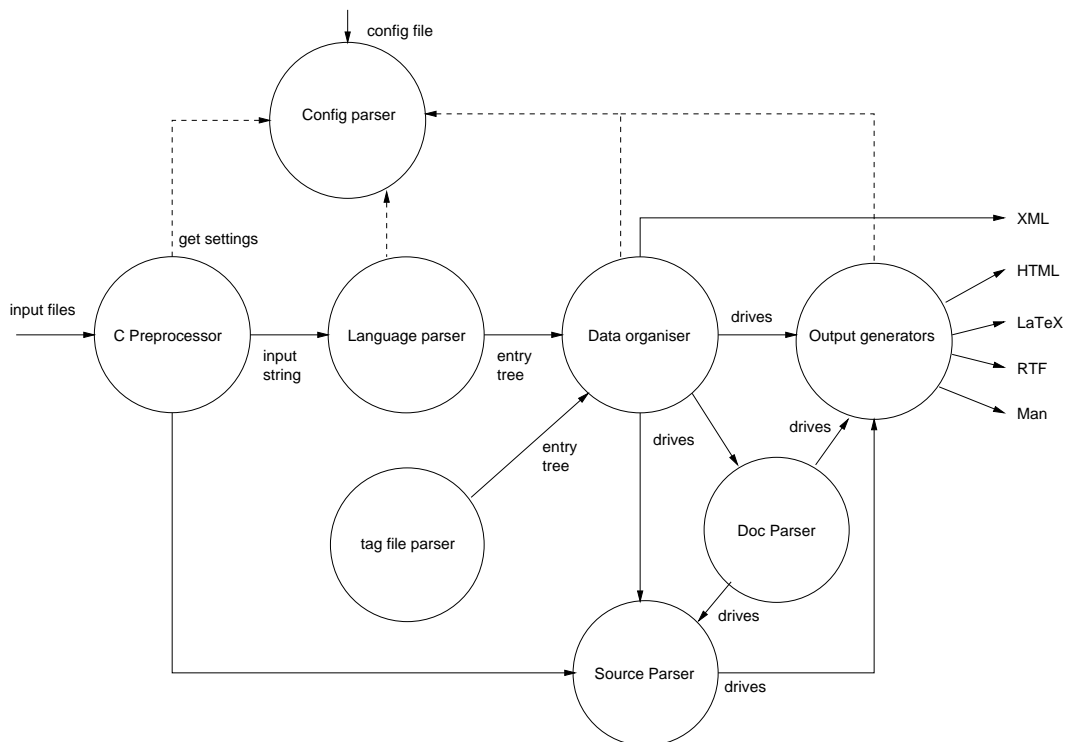 config file
Config parser
get settings
XML
HTML
input files
LaTeX
drives
C Preprocessor
Language parser
Data organiser
Output generators
input
string
entry
tree
RTF
Man
drives
drives
entry
tree
Doc Parser
tag file parser
drives
Source Parser
drives